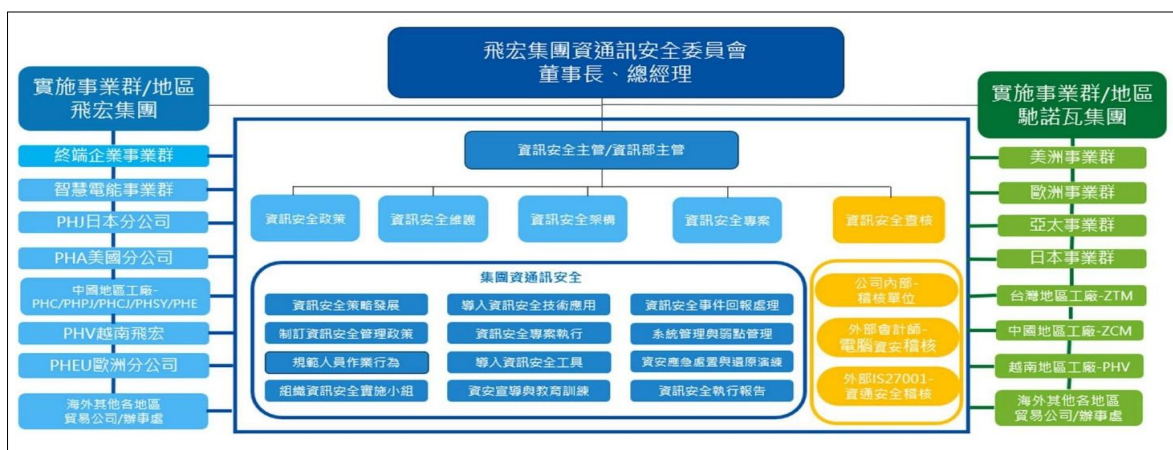 飛宏集團資通訊安全委員會
董事長、總經理
實施事業群/地區
飛宏集團
終端企業事業群
智慧電能事業群
PHJ日本分公司
PHA美國分公司
中國地區工廠-
PHC/PHPJ/PHCJ/PHSY/PHE
PHV越南飛宏
PHEU歐洲分公司
海外其他各地區
貿易公司/辦事處
資訊安全主管/資訊部主管
資訊安全政策
資訊安全維護
資訊安全架構
資訊安全專案
資訊安全查核
集團資通訊安全
資訊安全策略發展
導入資訊安全技術應用
資訊安全事件回報處理
制訂資訊安全管理政策
資訊安全專案執行
系統管理與弱點管理
規範人員作業行為
導入資訊安全工具
資安應急處置與還原演練
組織資訊安全實施小組
資安宣導與教育訓練
資訊安全執行報告
公司內部-
稽核單位
外部會計師-
電腦資安稽核
外部IS27001-
資通安全稽核
實施事業群/地區
馳諾瓦集團
美洲事業群
歐洲事業群
亞太事業群
日本事業群
台灣地區工廠-ZTM
中國地區工廠-ZCM
越南地區工廠-PHV
海外其他各地區
貿易公司/辦事處